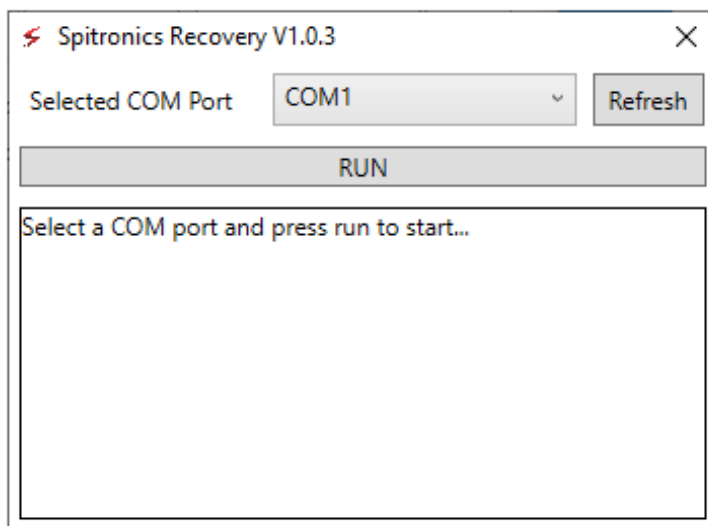 Spitronics Recovery V1.0.3
Selected COM Port COM1 Refresh
RUN
Select a COM port and press run to start...